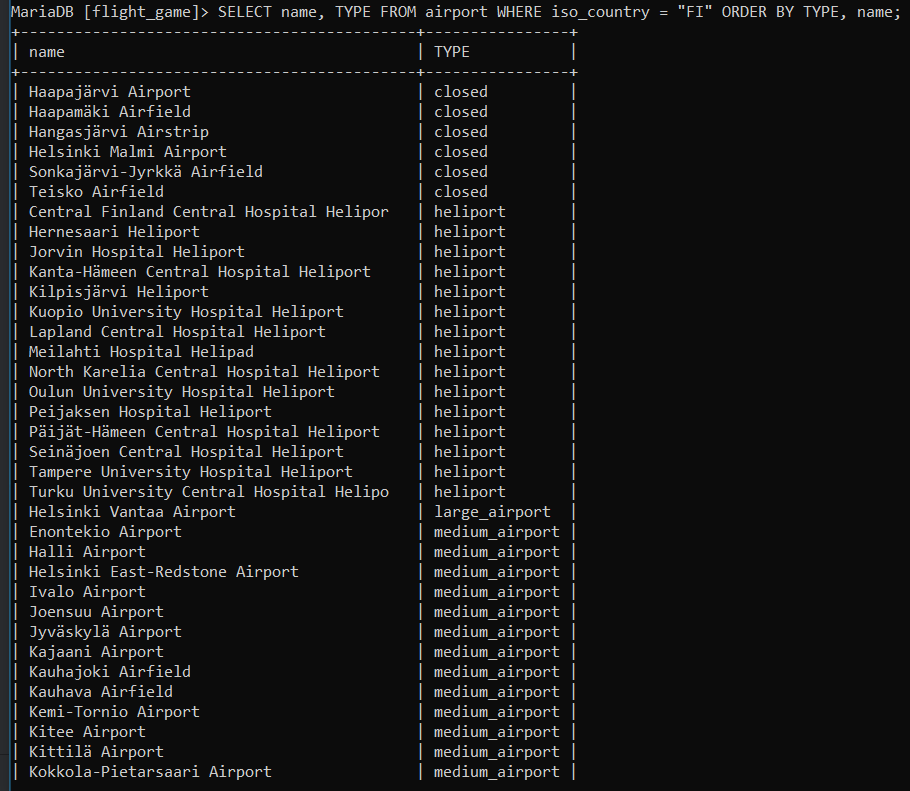 MariaDB [flight_game]> SELECT name, TYPE FROM airport WHERE iso_country = "FI" ORDER BY TYPE, name;
+--------------------------------------------+----------------+
| name                                       | TYPE           |
+--------------------------------------------+----------------+
| Haapajärvi Airport                         | closed         |
| Haapamäki Airfield                         | closed         |
| Hangasjärvi Airstrip                       | closed         |
| Helsinki Malmi Airport                     | closed         |
| Sonkajärvi-Jyrkkä Airfield                 | closed         |
| Teisko Airfield                            | closed         |
| Central Finland Central Hospital Helipor   | heliport       |
| Hernesaari Heliport                        | heliport       |
| Jorvin Hospital Heliport                   | heliport       |
| Kanta-Hämeen Central Hospital Heliport     | heliport       |
| Kilpisjärvi Heliport                       | heliport       |
| Kuopio University Hospital Heliport        | heliport       |
| Lapland Central Hospital Heliport          | heliport       |
| Meilahti Hospital Helipad                  | heliport       |
| North Karelia Central Hospital Heliport    | heliport       |
| Oulun University Hospital Heliport         | heliport       |
| Peijaksen Hospital Heliport                | heliport       |
| Päijät-Hämeen Central Hospital Heliport    | heliport       |
| Seinäjoen Central Hospital Heliport        | heliport       |
| Tampere University Hospital Heliport       | heliport       |
| Turku University Central Hospital Helipo   | heliport       |
| Helsinki Vantaa Airport                    | large_airport  |
| Enontekio Airport                          | medium_airport |
| Halli Airport                              | medium_airport |
| Helsinki East-Redstone Airport             | medium_airport |
| Ivalo Airport                              | medium_airport |
| Joensuu Airport                            | medium_airport |
| Jyväskylä Airport                          | medium_airport |
| Kajaani Airport                            | medium_airport |
| Kauhajoki Airfield                         | medium_airport |
| Kauhava Airfield                           | medium_airport |
| Kemi-Tornio Airport                        | medium_airport |
| Kitee Airport                              | medium_airport |
| Kittilä Airport                            | medium_airport |
| Kokkola-Pietarsaari Airport                | medium_airport |